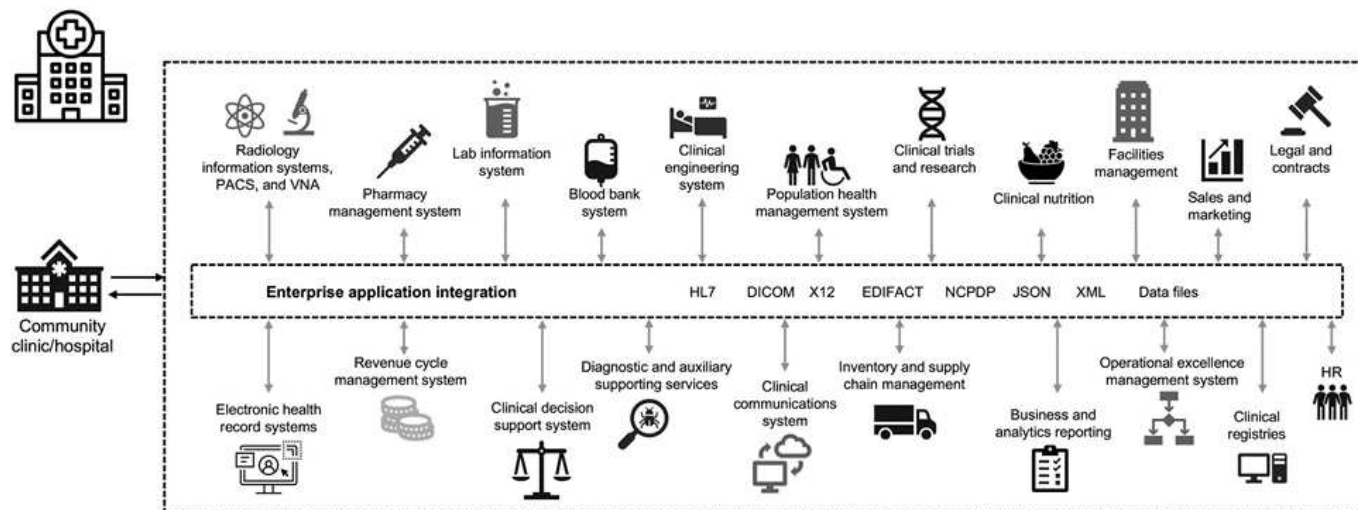 Radiology
information systems,
PACS, and VNA
Pharmacy
management system
Lab information
system
Blood bank
system
Clinical
engineering
system
Population health
management system
Clinical trials
and research
Clinical nutrition
Facilities
management
Sales and
marketing
Legal and
contracts
Community
clinic/hospital
Enterprise application integration
HL7 DICOM X12 EDIFACT NCPDP JSON XML Data files
Electronic health
record systems
Revenue cycle
management system
Clinical decision
support system
Diagnostic and auxiliary
supporting services
Clinical
communications
system
Inventory and supply
chain management
Business and
analytics reporting
Operational excellence
management system
Clinical
registries
HR